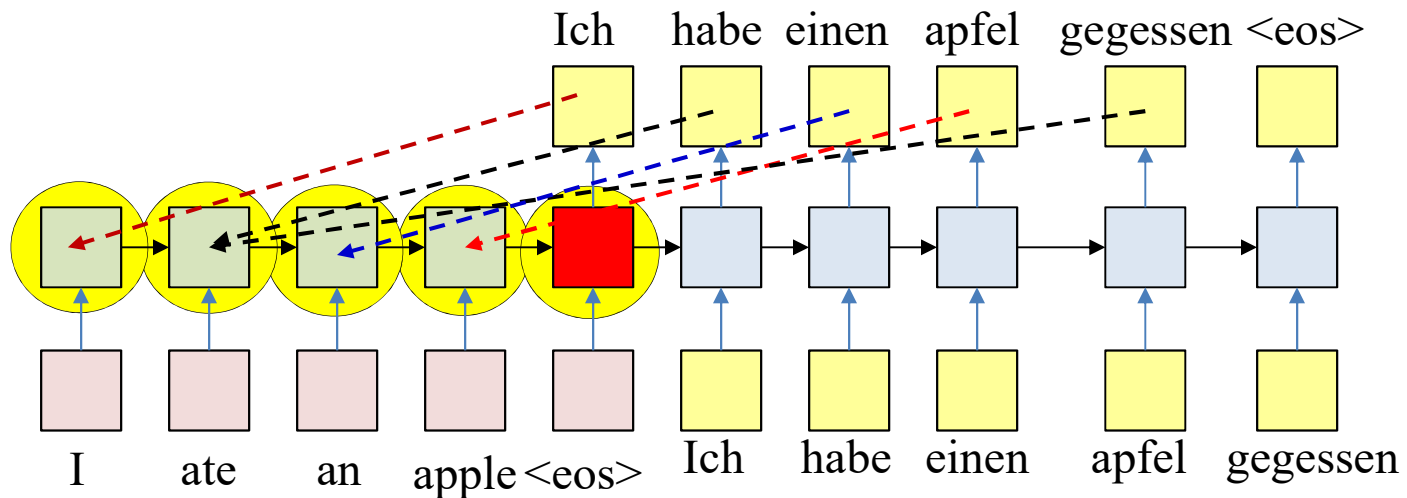 Ich habe einen apfel gegessen <eos>
I ate an apple <eos> Ich habe einen apfel gegessen